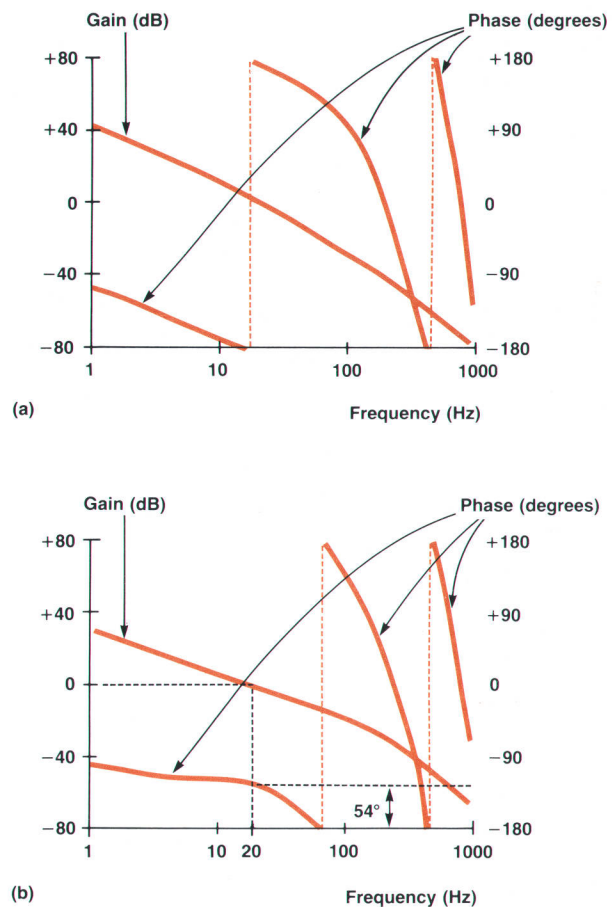 Gain (dB) Phase (degrees)
+80 +180
+40 +90
0 0
−40 −90
−80 −180
1 10 100 1000
(a)
Frequency (Hz)
Gain (dB) Phase (degrees)
+80 +180
+40 +90
0 0
−40 −90
54°
−80 −180
1 10 20 100 1000
(b)
Frequency (Hz)